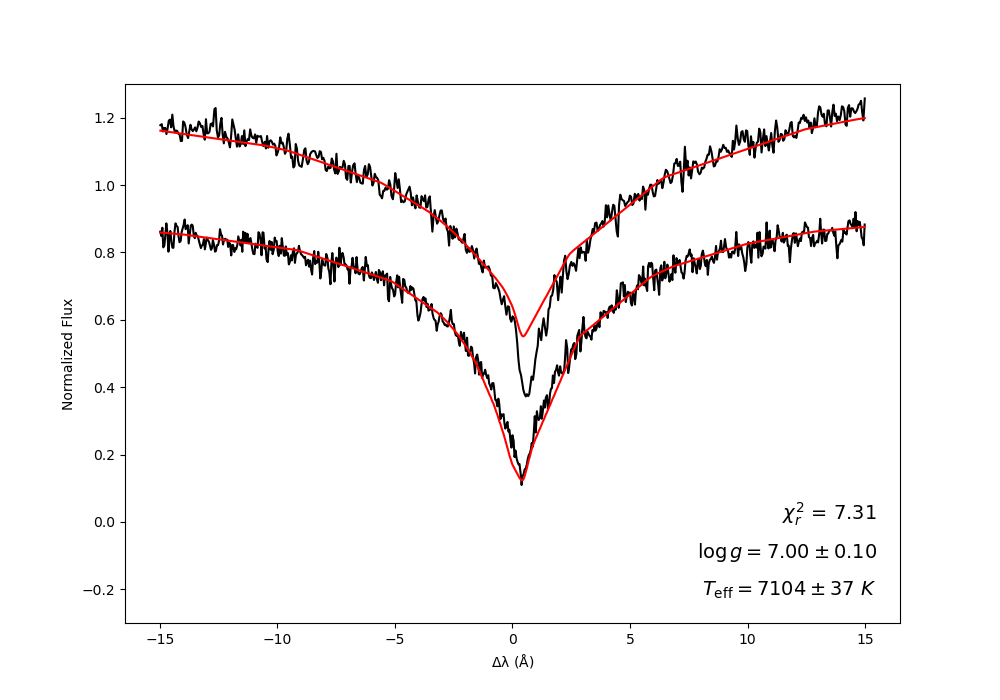 1.2
1.0
0.8
0.6
0.4
0.2
0.0
−0.2
Normalized Flux
χ²ᵣ = 7.31
log g = 7.00 ± 0.10
T_eff = 7104 ± 37 K
−15 −10 −5 0 5 10 15
Δλ (Å)